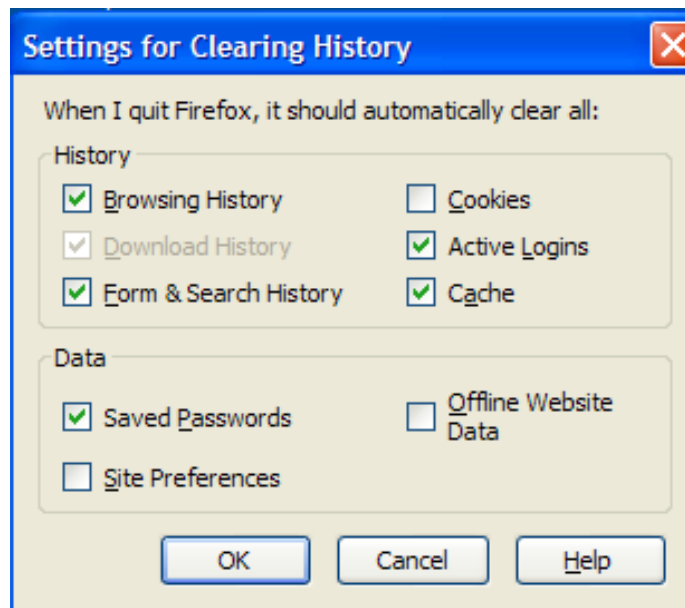 Settings for Clearing History
When I quit Firefox, it should automatically clear all:
History
Browsing History
Cookies
Download History
Active Logins
Form & Search History
Cache
Data
Saved Passwords
Offline Website
Data
Site Preferences
OK
Cancel
Help